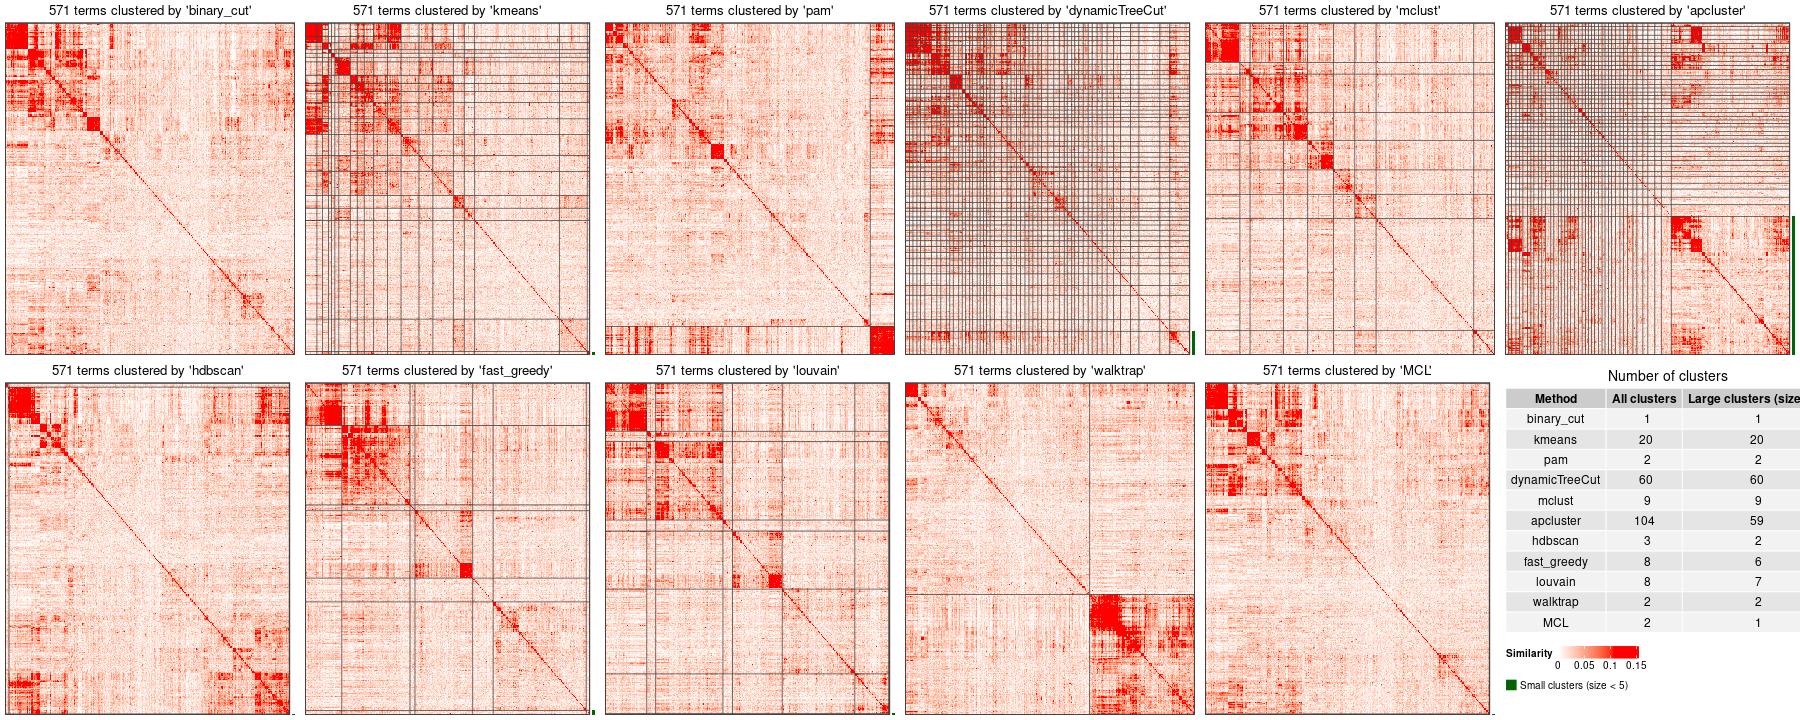 571 terms clustered by 'binary_cut'
571 terms clustered by 'kmeans'
571 terms clustered by 'pam'
571 terms clustered by 'dynamicTreeCut'
571 terms clustered by 'mclust'
571 terms clustered by 'apcluster'
571 terms clustered by 'hdbscan'
571 terms clustered by 'fast_greedy'
571 terms clustered by 'louvain'
571 terms clustered by 'walktrap'
571 terms clustered by 'MCL'
Number of clusters
Method All clusters Large clusters (size
binary_cut 1 1
kmeans 20 20
pam 2 2
dynamicTreeCut 60 60
mclust 9 9
apcluster 104 59
hdbscan 3 2
fast_greedy 8 6
louvain 8 7
walktrap 2 2
MCL 2 1
Similarity
0 0.05 0.1 0.15
Small clusters (size < 5)